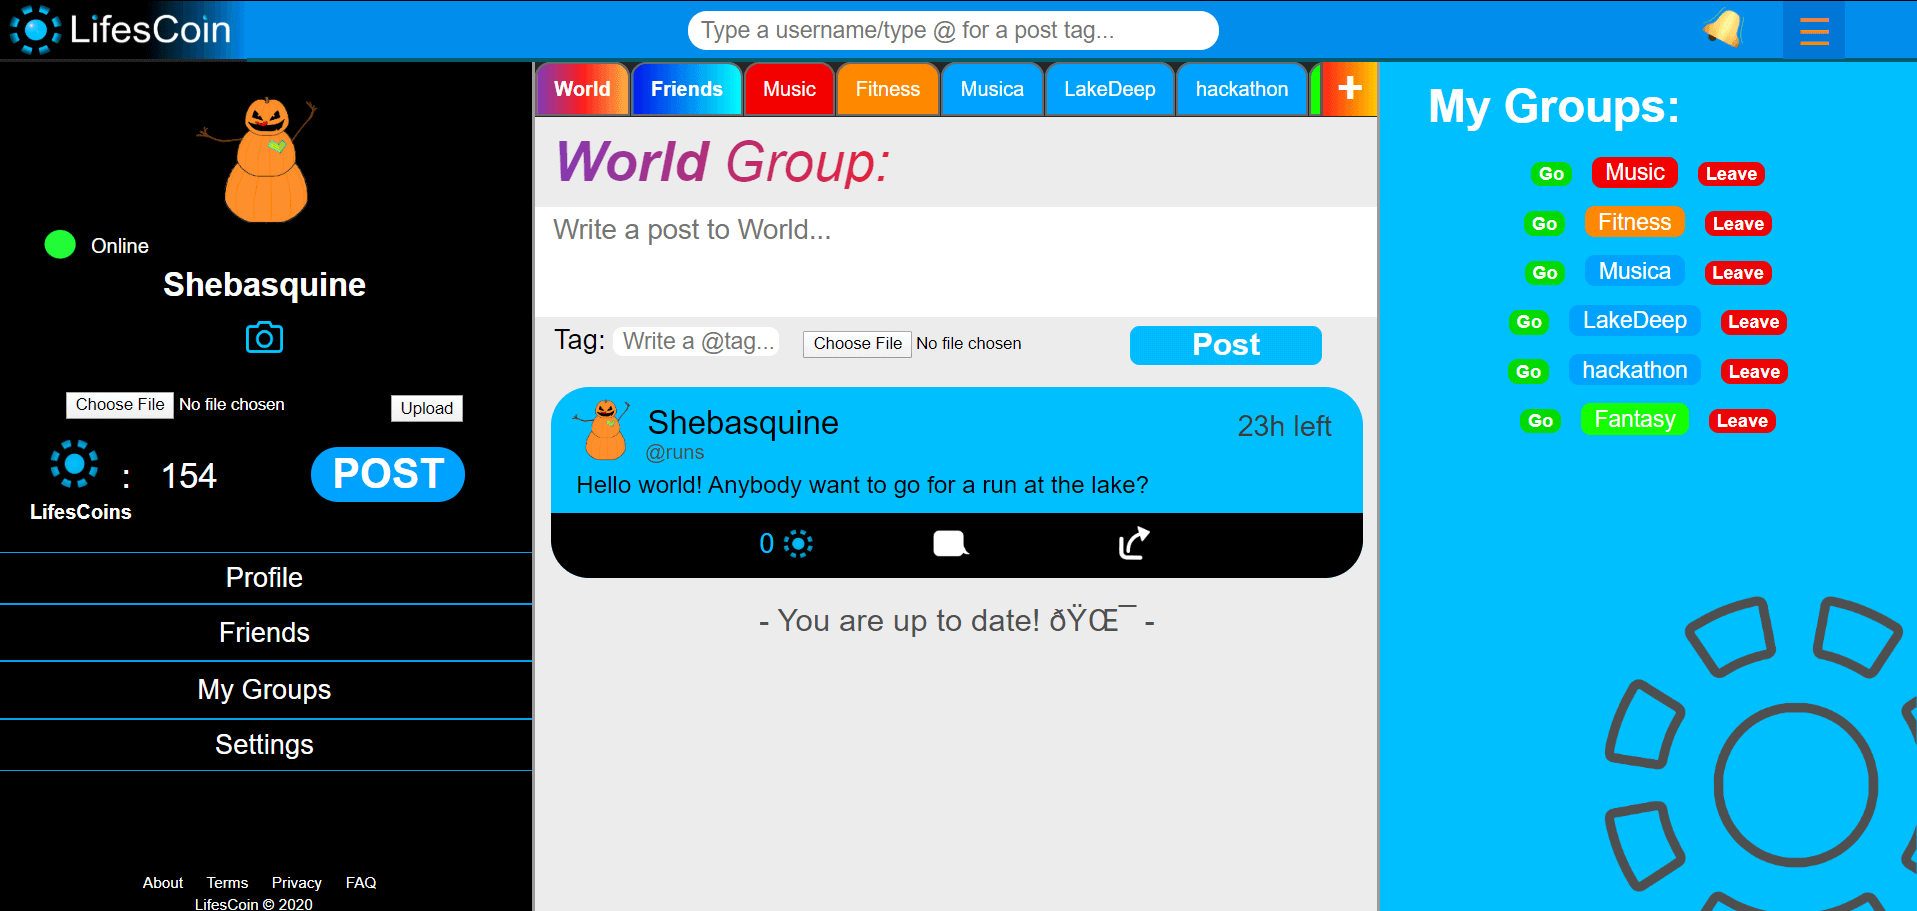 LifesCoin
Type a username/type @ for a post tag...
Online
Shebasquine
Choose File No file chosen
Upload
: 154
LifesCoins
POST
Profile
Friends
My Groups
Settings
About Terms Privacy FAQ
LifesCoin © 2020
World Friends Music Fitness Musica LakeDeep hackathon +
World Group:
Write a post to World...
Tag: Write a @tag... Choose File No file chosen Post
Shebasquine
23h left
@runs
Hello world! Anybody want to go for a run at the lake?
0
- You are up to date! ðŸŒ¯ -
My Groups:
Go Music Leave
Go Fitness Leave
Go Musica Leave
Go LakeDeep Leave
Go hackathon Leave
Go Fantasy Leave